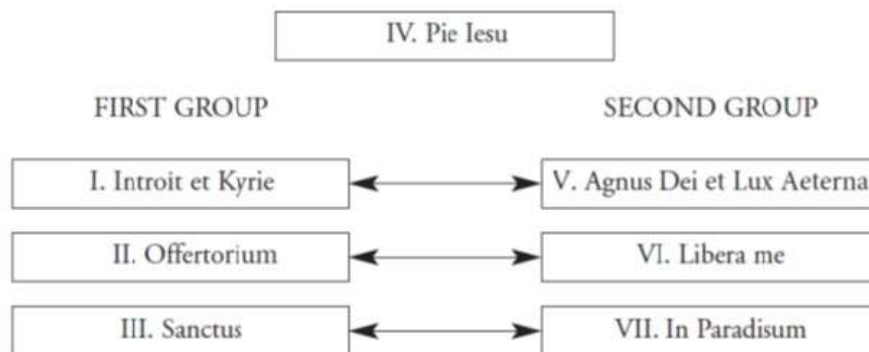 IV. Pie Iesu
FIRST GROUP
SECOND GROUP
I. Introit et Kyrie
V. Agnus Dei et Lux Aeterna
II. Offertorium
VI. Libera me
III. Sanctus
VII. In Paradisum